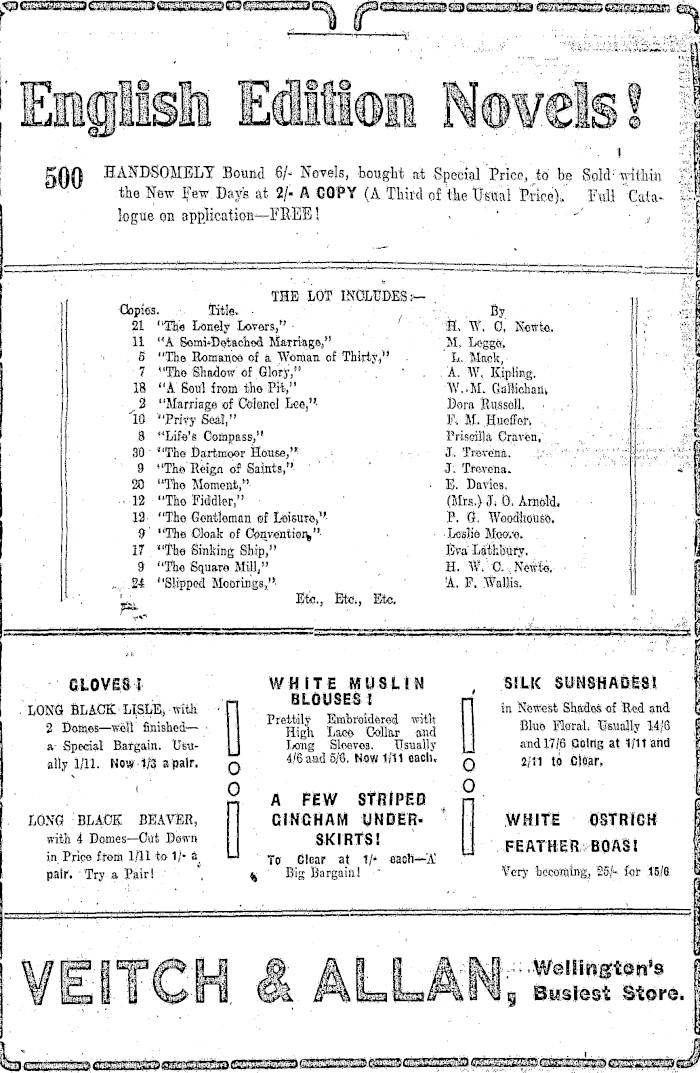 English Edition Novels!
500 HANDSOMELY Bound 6/- Novels, bought at Special Price, to be Sold within
the New Few Days at 2/- A COPY (A Third of the Usual Price). Full Cata-
logue on application—FREE!
THE LOT INCLUDES:—
Copies. Title. By
21 "The Lonely Lovers," H. W. C. Newte.
11 "A Semi-Detached Marriage," M. Legge.
5 "The Romance of a Woman of Thirty," L. Mack,
7 "The Shadow of Glory," A. W. Kipling.
18 "A Soul from the Pit," W. M. Gallichan,
2 "Marriage of Colonel Lee," Dora Russell.
10 "Privy Seal," F. M. Hueffer,
8 "Life's Compass," Priscilla Craven,
30 "The Dartmoor House," J. Trevena.
9 "The Reign of Saints," J. Trevena.
20 "The Moment," E. Davies.
12 "The Fiddler," (Mrs.) J. O. Arnold.
12 "The Gentleman of Leisure," P. G. Woodhouse.
9 "The Cloak of Convention," Leslie Moore.
17 "The Sinking Ship," Eva Lathbury.
9 "The Square Mill," H. W. C. Newte.
24 "Slipped Moorings," A. F. Wallis.
Etc., Etc., Etc.
GLOVES!
LONG BLACK LISLE, with
2 Domes—well finished—
a Special Bargain. Usu-
ally 1/11. Now 1/3 a pair.
LONG BLACK BEAVER,
with 4 Domes—Cut Down
in Price from 1/11 to 1/- a
pair. Try a Pair!
WHITE MUSLIN
BLOUSES!
Prettily Embroidered with
High Lace Collar and
Long Sleeves. Usually
4/6 and 5/6. Now 1/11 each.
A FEW STRIPED
GINGHAM UNDER-
SKIRTS!
To Clear at 1/- each—A
Big Bargain!
SILK SUNSHADES!
in Newest Shades of Red and
Blue Floral. Usually 14/6
and 17/6 Going at 1/11 and
2/11 to Clear.
WHITE OSTRICH
FEATHER BOAS!
Very becoming, 25/- for 15/6
VEITCH & ALLAN, Wellington's
Busiest Store.